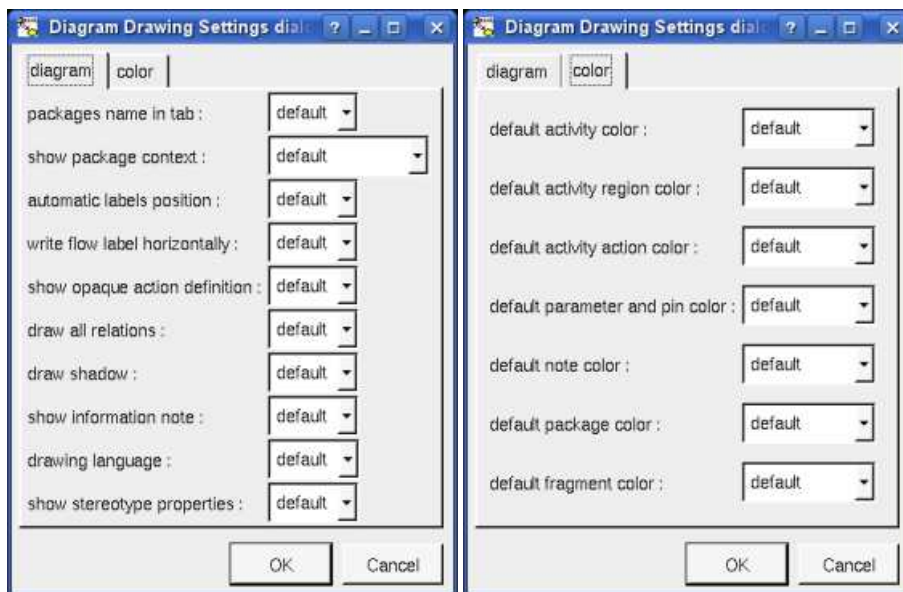 Diagram Drawing Settings
diagram color
packages name in tab : default
show package context : default
automatic labels position : default
write flow label horizontally : default
show opaque action definition : default
draw all relations : default
draw shadow : default
show information note : default
drawing language : default
show stereotype properties : default
OK Cancel
Diagram Drawing Settings
diagram color
default activity color : default
default activity region color : default
default activity action color : default
default parameter and pin color : default
default note color : default
default package color : default
default fragment color : default
OK Cancel